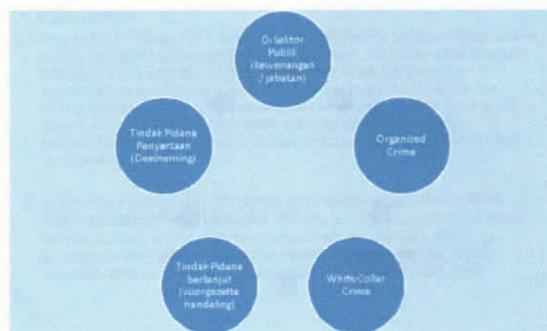 Di Sektor
Publik
(kewenangan
/ jabatan)
Organized
Crime
White Collar
Crime
Tindak Pidana
berlanjut
(voorgezette
handeling)
Tindak Pidana
Penyertaan
(Deelneming)